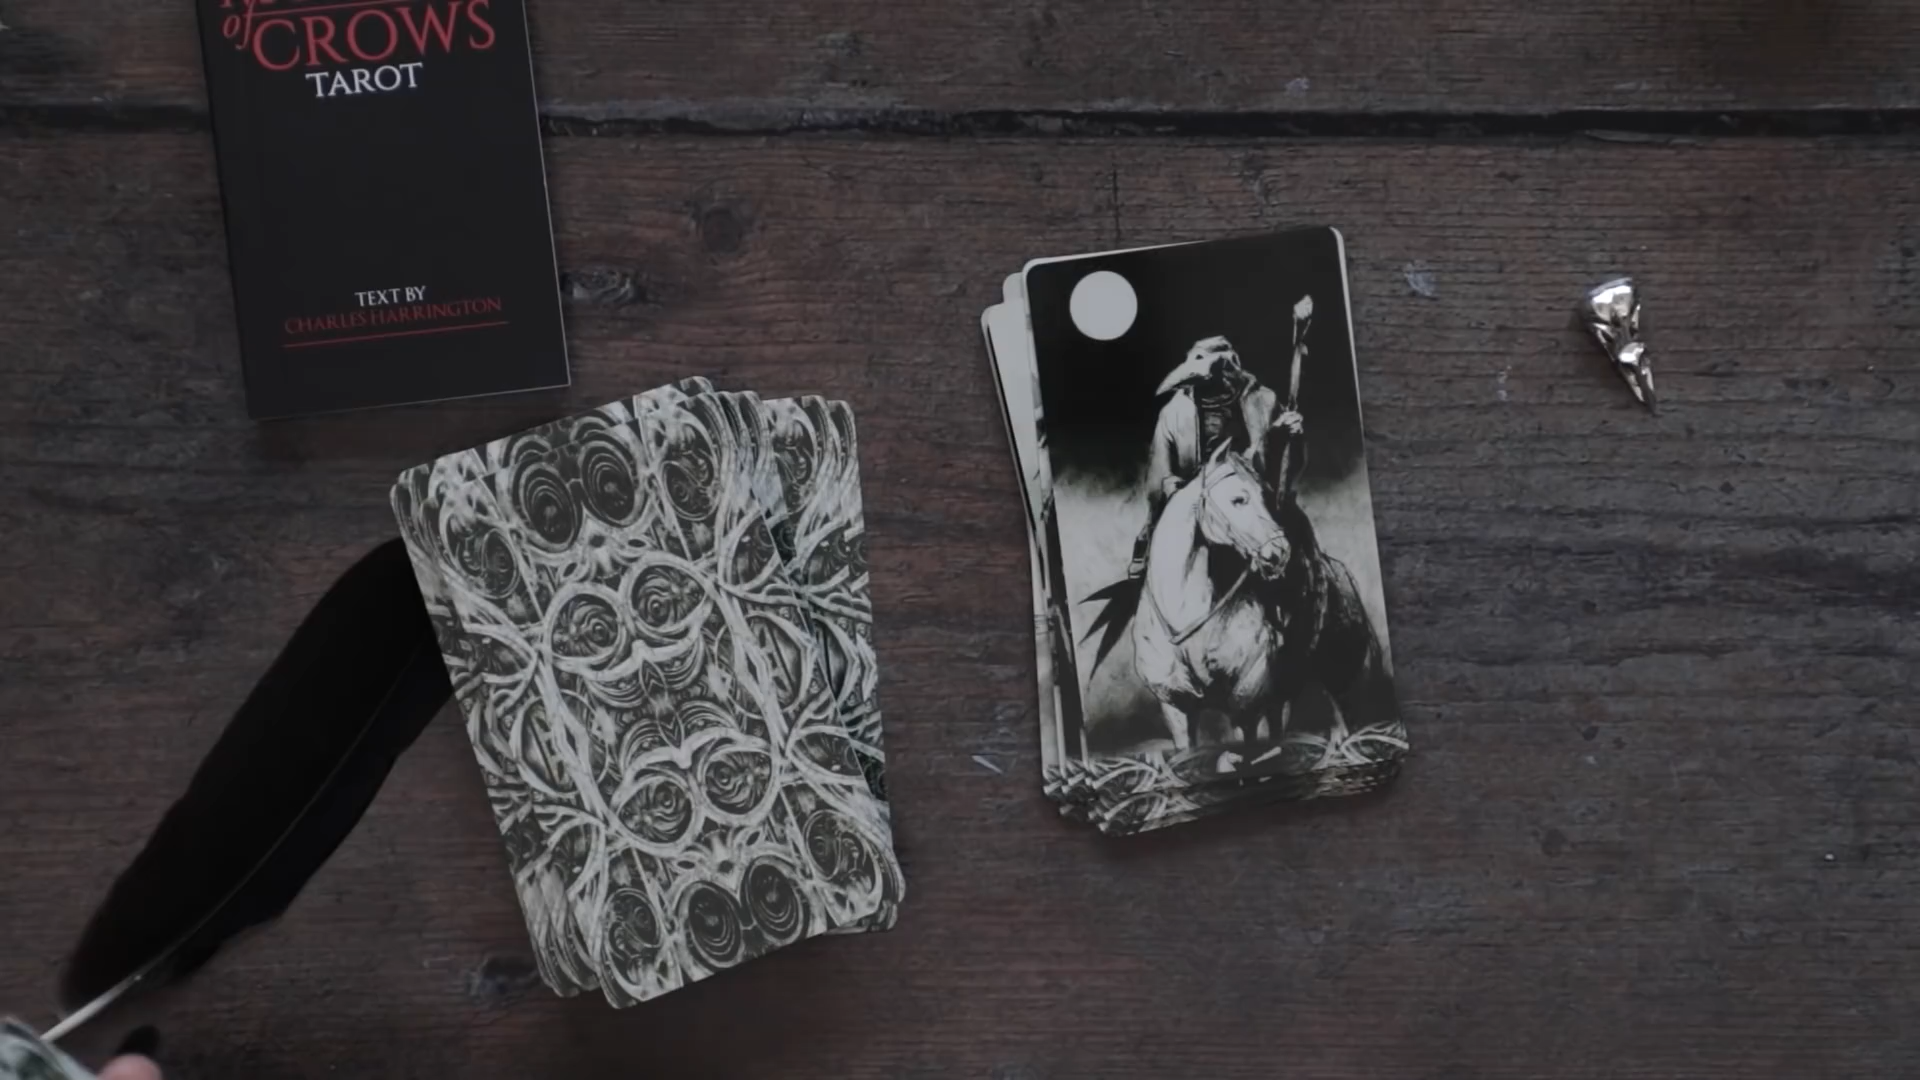 of
CROWS
TAROT
TEXT BY
CHARLES HARRINGTON